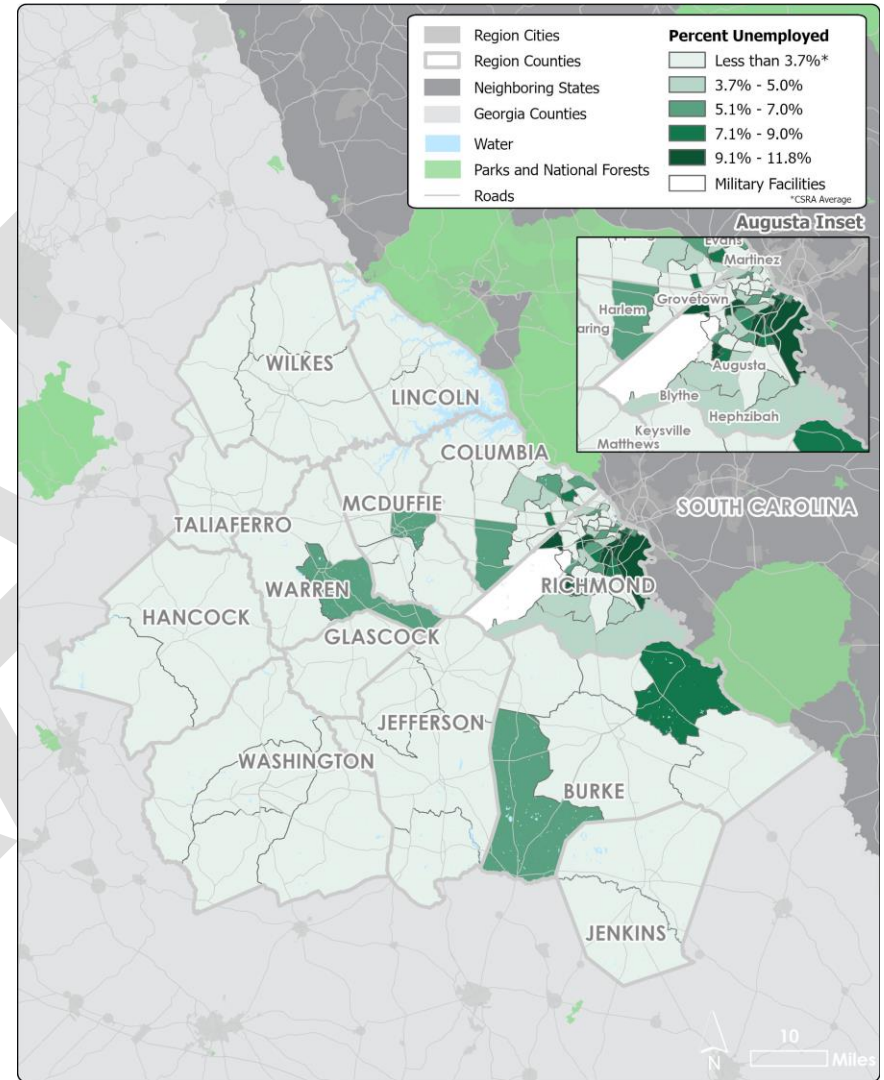 Region Cities
Region Counties
Neighboring States
Georgia Counties
Water
Parks and National Forests
Roads
Percent Unemployed
Less than 3.7%*
3.7% - 5.0%
5.1% - 7.0%
7.1% - 9.0%
9.1% - 11.8%
Military Facilities
*CSRA Average
Augusta Inset
Evans
Martinez
Grovetown
Harlem
aring
Augusta
Blythe
Hephzibah
Keysville
Matthews
WILKES
LINCOLN
COLUMBIA
MCDUFFIE
SOUTH CAROLINA
TALIAFERRO
WARREN
RICHMOND
HANCOCK
GLASCOCK
JEFFERSON
WASHINGTON
BURKE
JENKINS
N
10
Miles